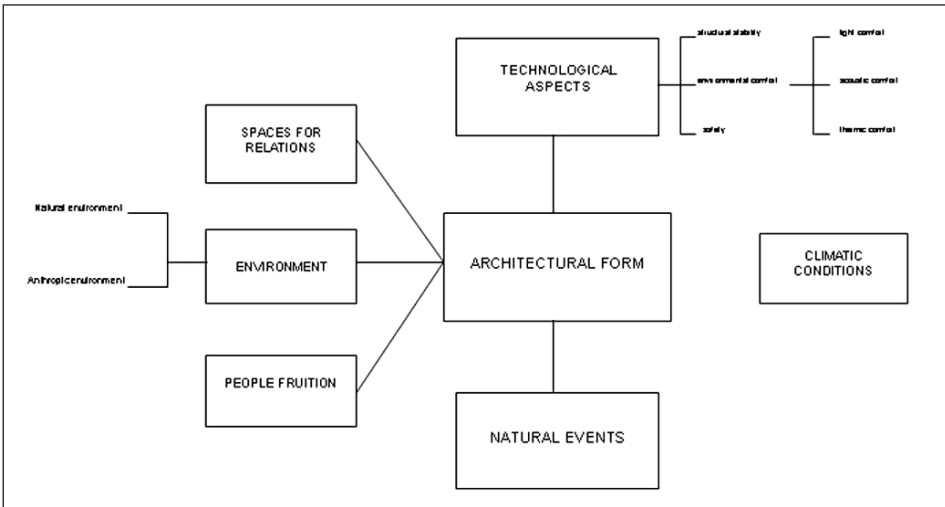 TECHNOLOGICAL
ASPECTS
structural stability
environmental comfort
safety
light comfort
acoustic comfort
thermic comfort
SPACES FOR
RELATIONS
Natural environment
Anthropic environment
ENVIRONMENT
ARCHITECTURAL FORM
CLIMATIC
CONDITIONS
PEOPLE FRUITION
NATURAL EVENTS